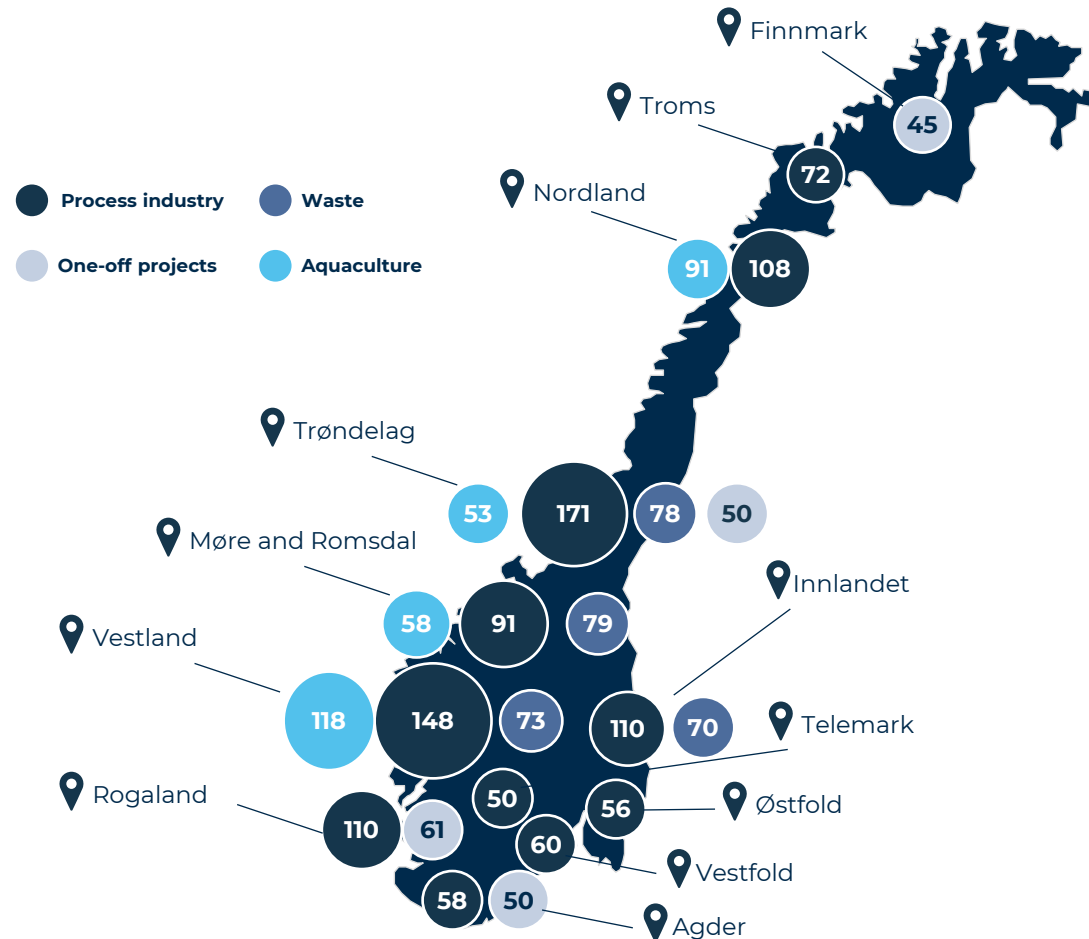 Finnmark
45
Troms
72
Process industry
Waste
Nordland
One-off projects
Aquaculture
91 108
Trøndelag
53 171 78 50
Møre and Romsdal
Innlandet
58 91 79
Vestland
118 148 73 110 70
Telemark
Rogaland
50
56
Østfold
110 61
60
Vestfold
58 50
Agder